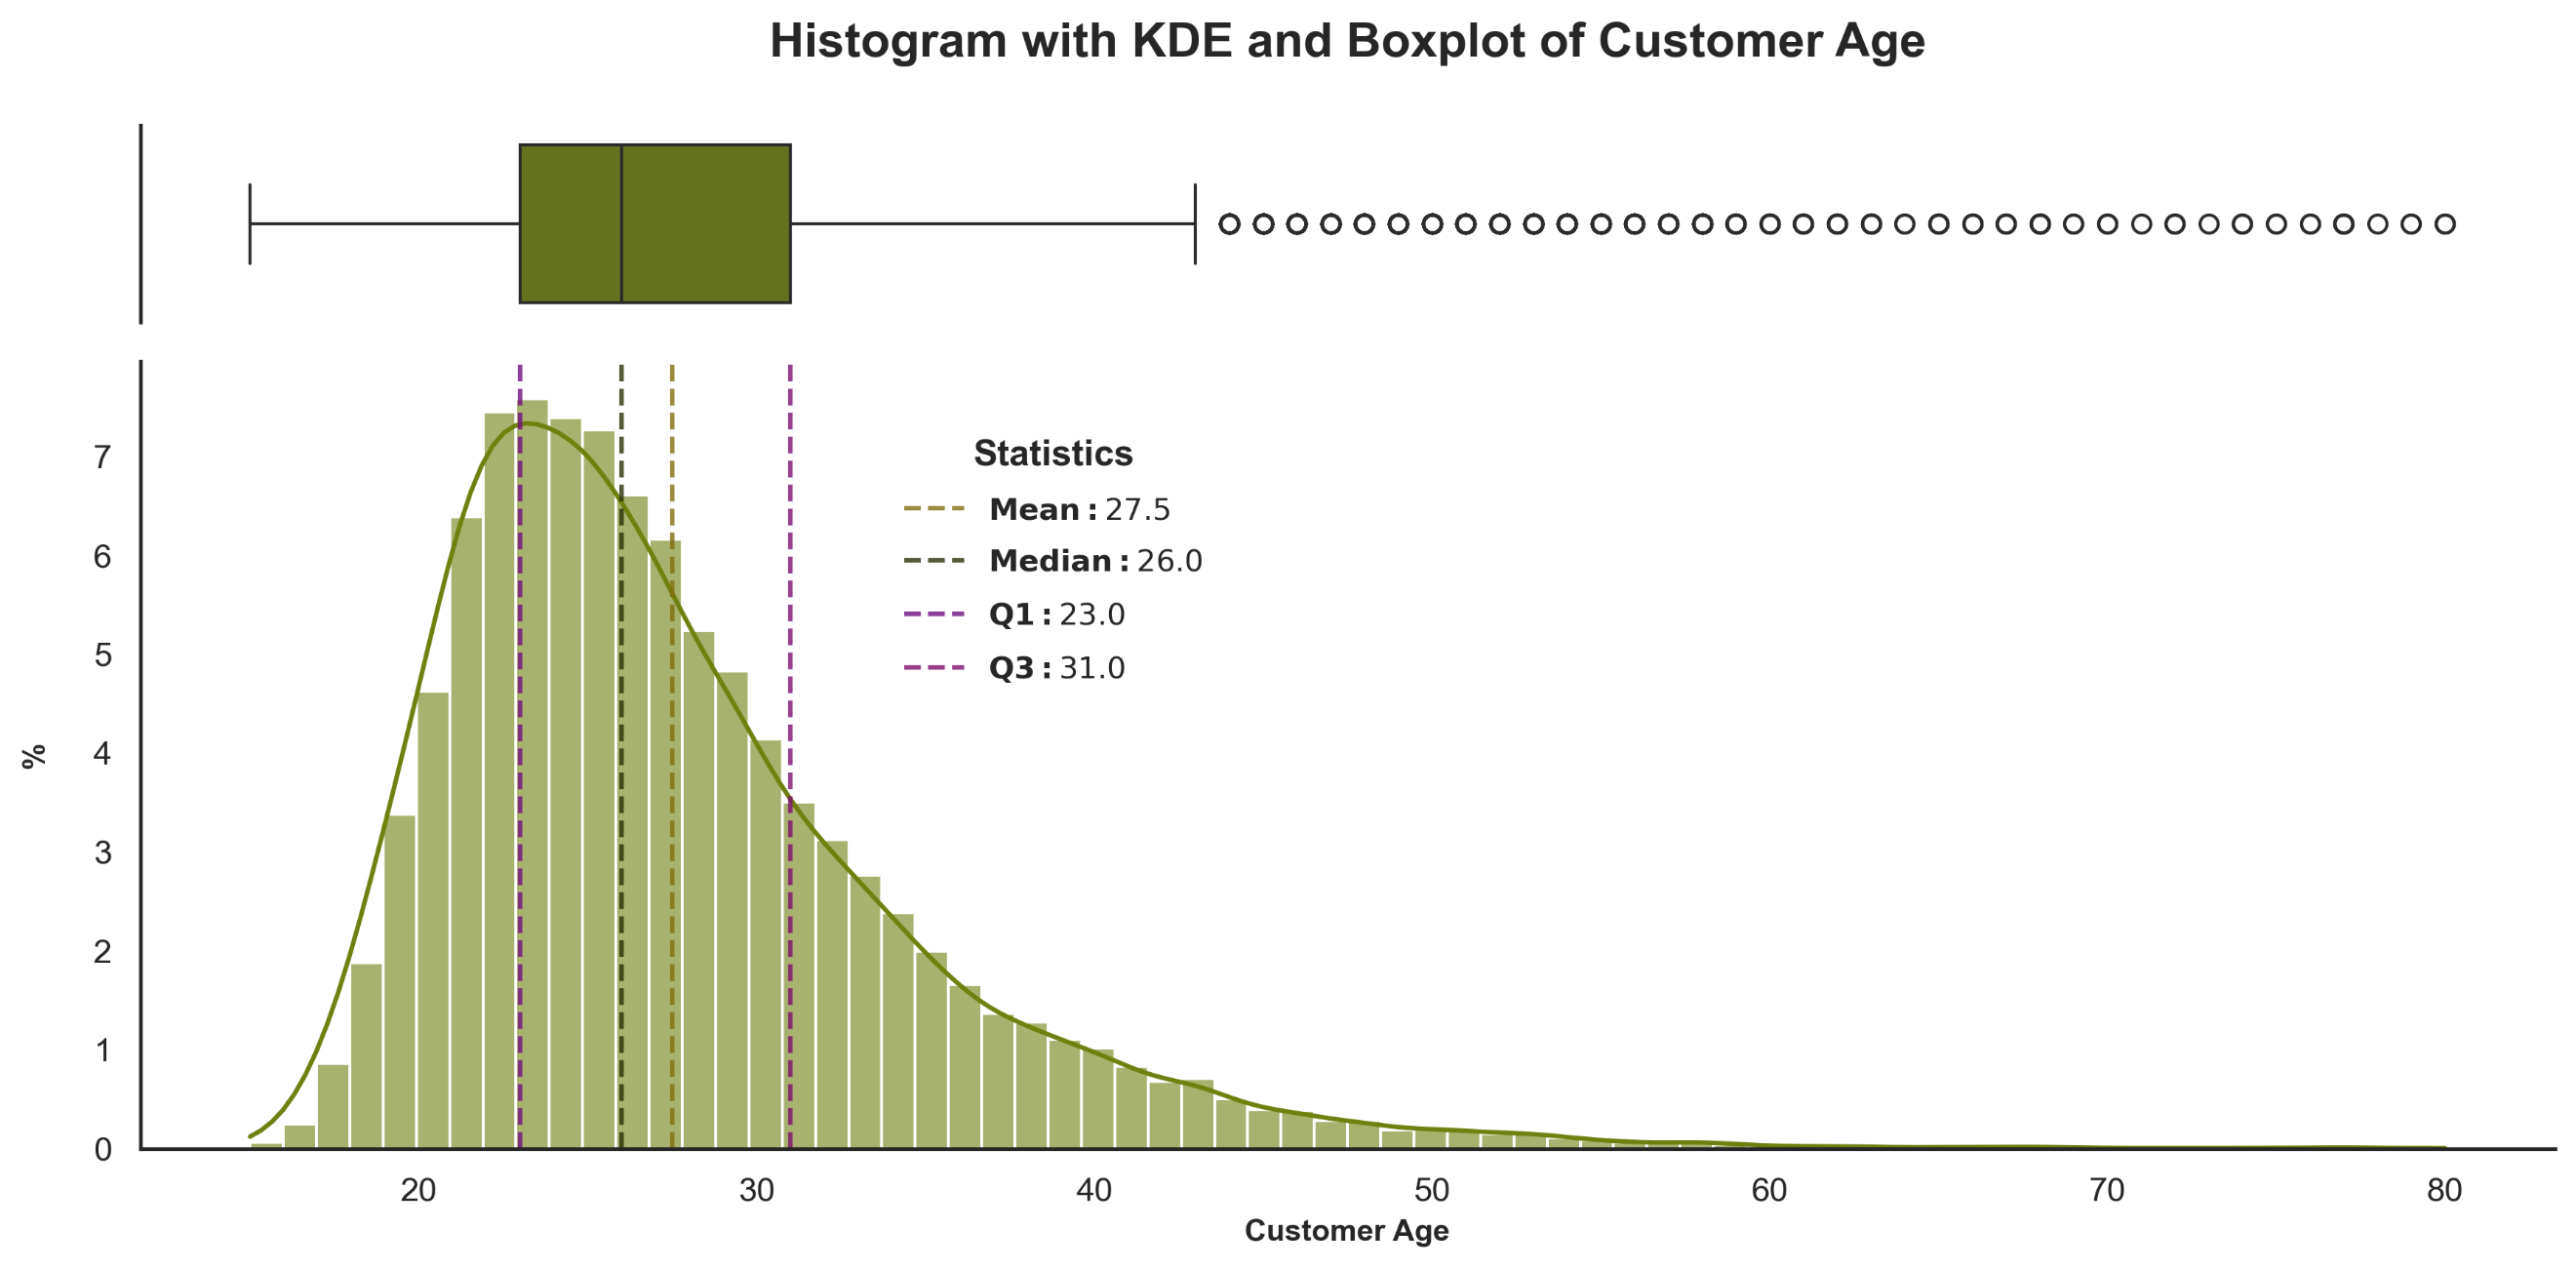 Histogram with KDE and Boxplot of Customer Age
Statistics
Mean: 27.5
Median: 26.0
Q1: 23.0
Q3: 31.0
7
6
5
4
3
2
1
0
%
20 30 40 50 60 70 80
Customer Age